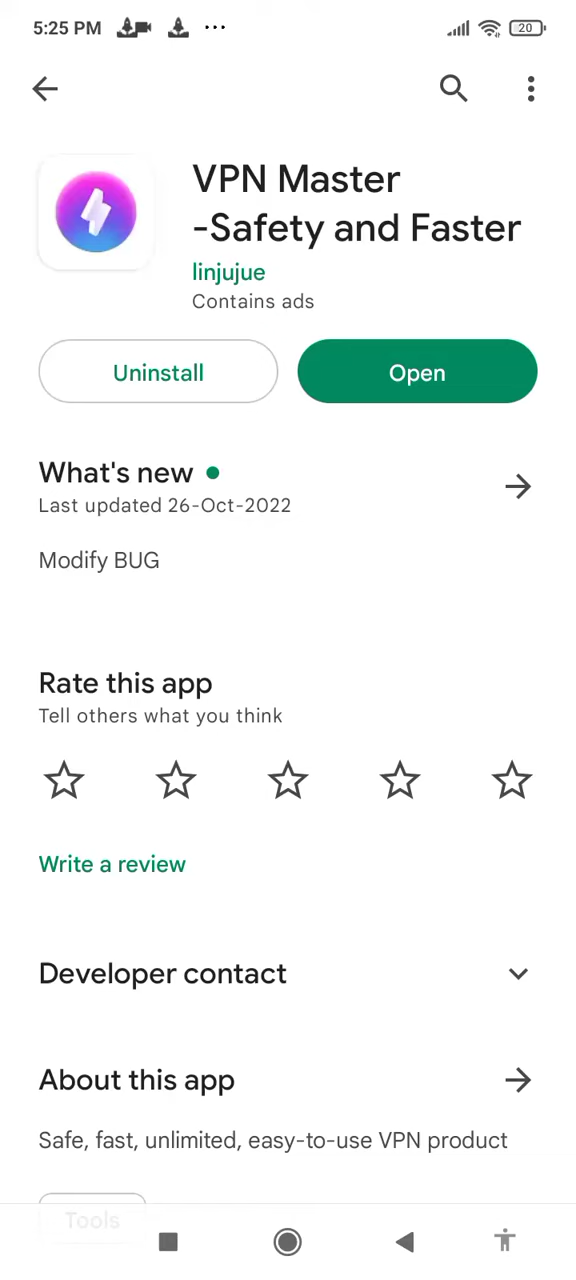 5:25 PM
20
VPN Master
-Safety and Faster
linjujue
Contains ads
Uninstall
Open
What's new
Last updated 26-Oct-2022
Modify BUG
Rate this app
Tell others what you think
Write a review
Developer contact
About this app
Safe, fast, unlimited, easy-to-use VPN product
Tools